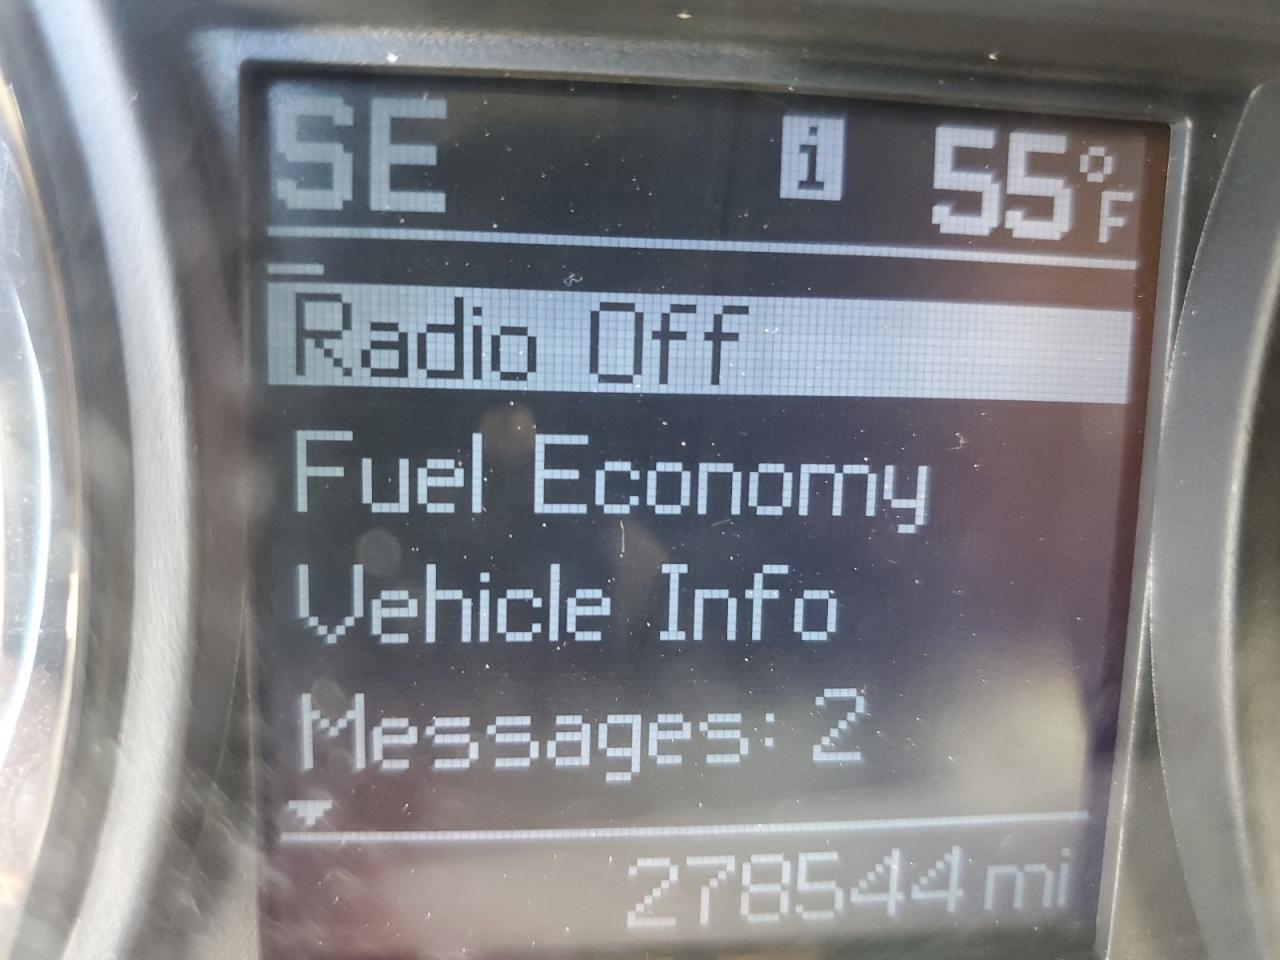 SE i 55°F
Radio Off
Fuel Economy
Vehicle Info
Messages: 2
278544 mi